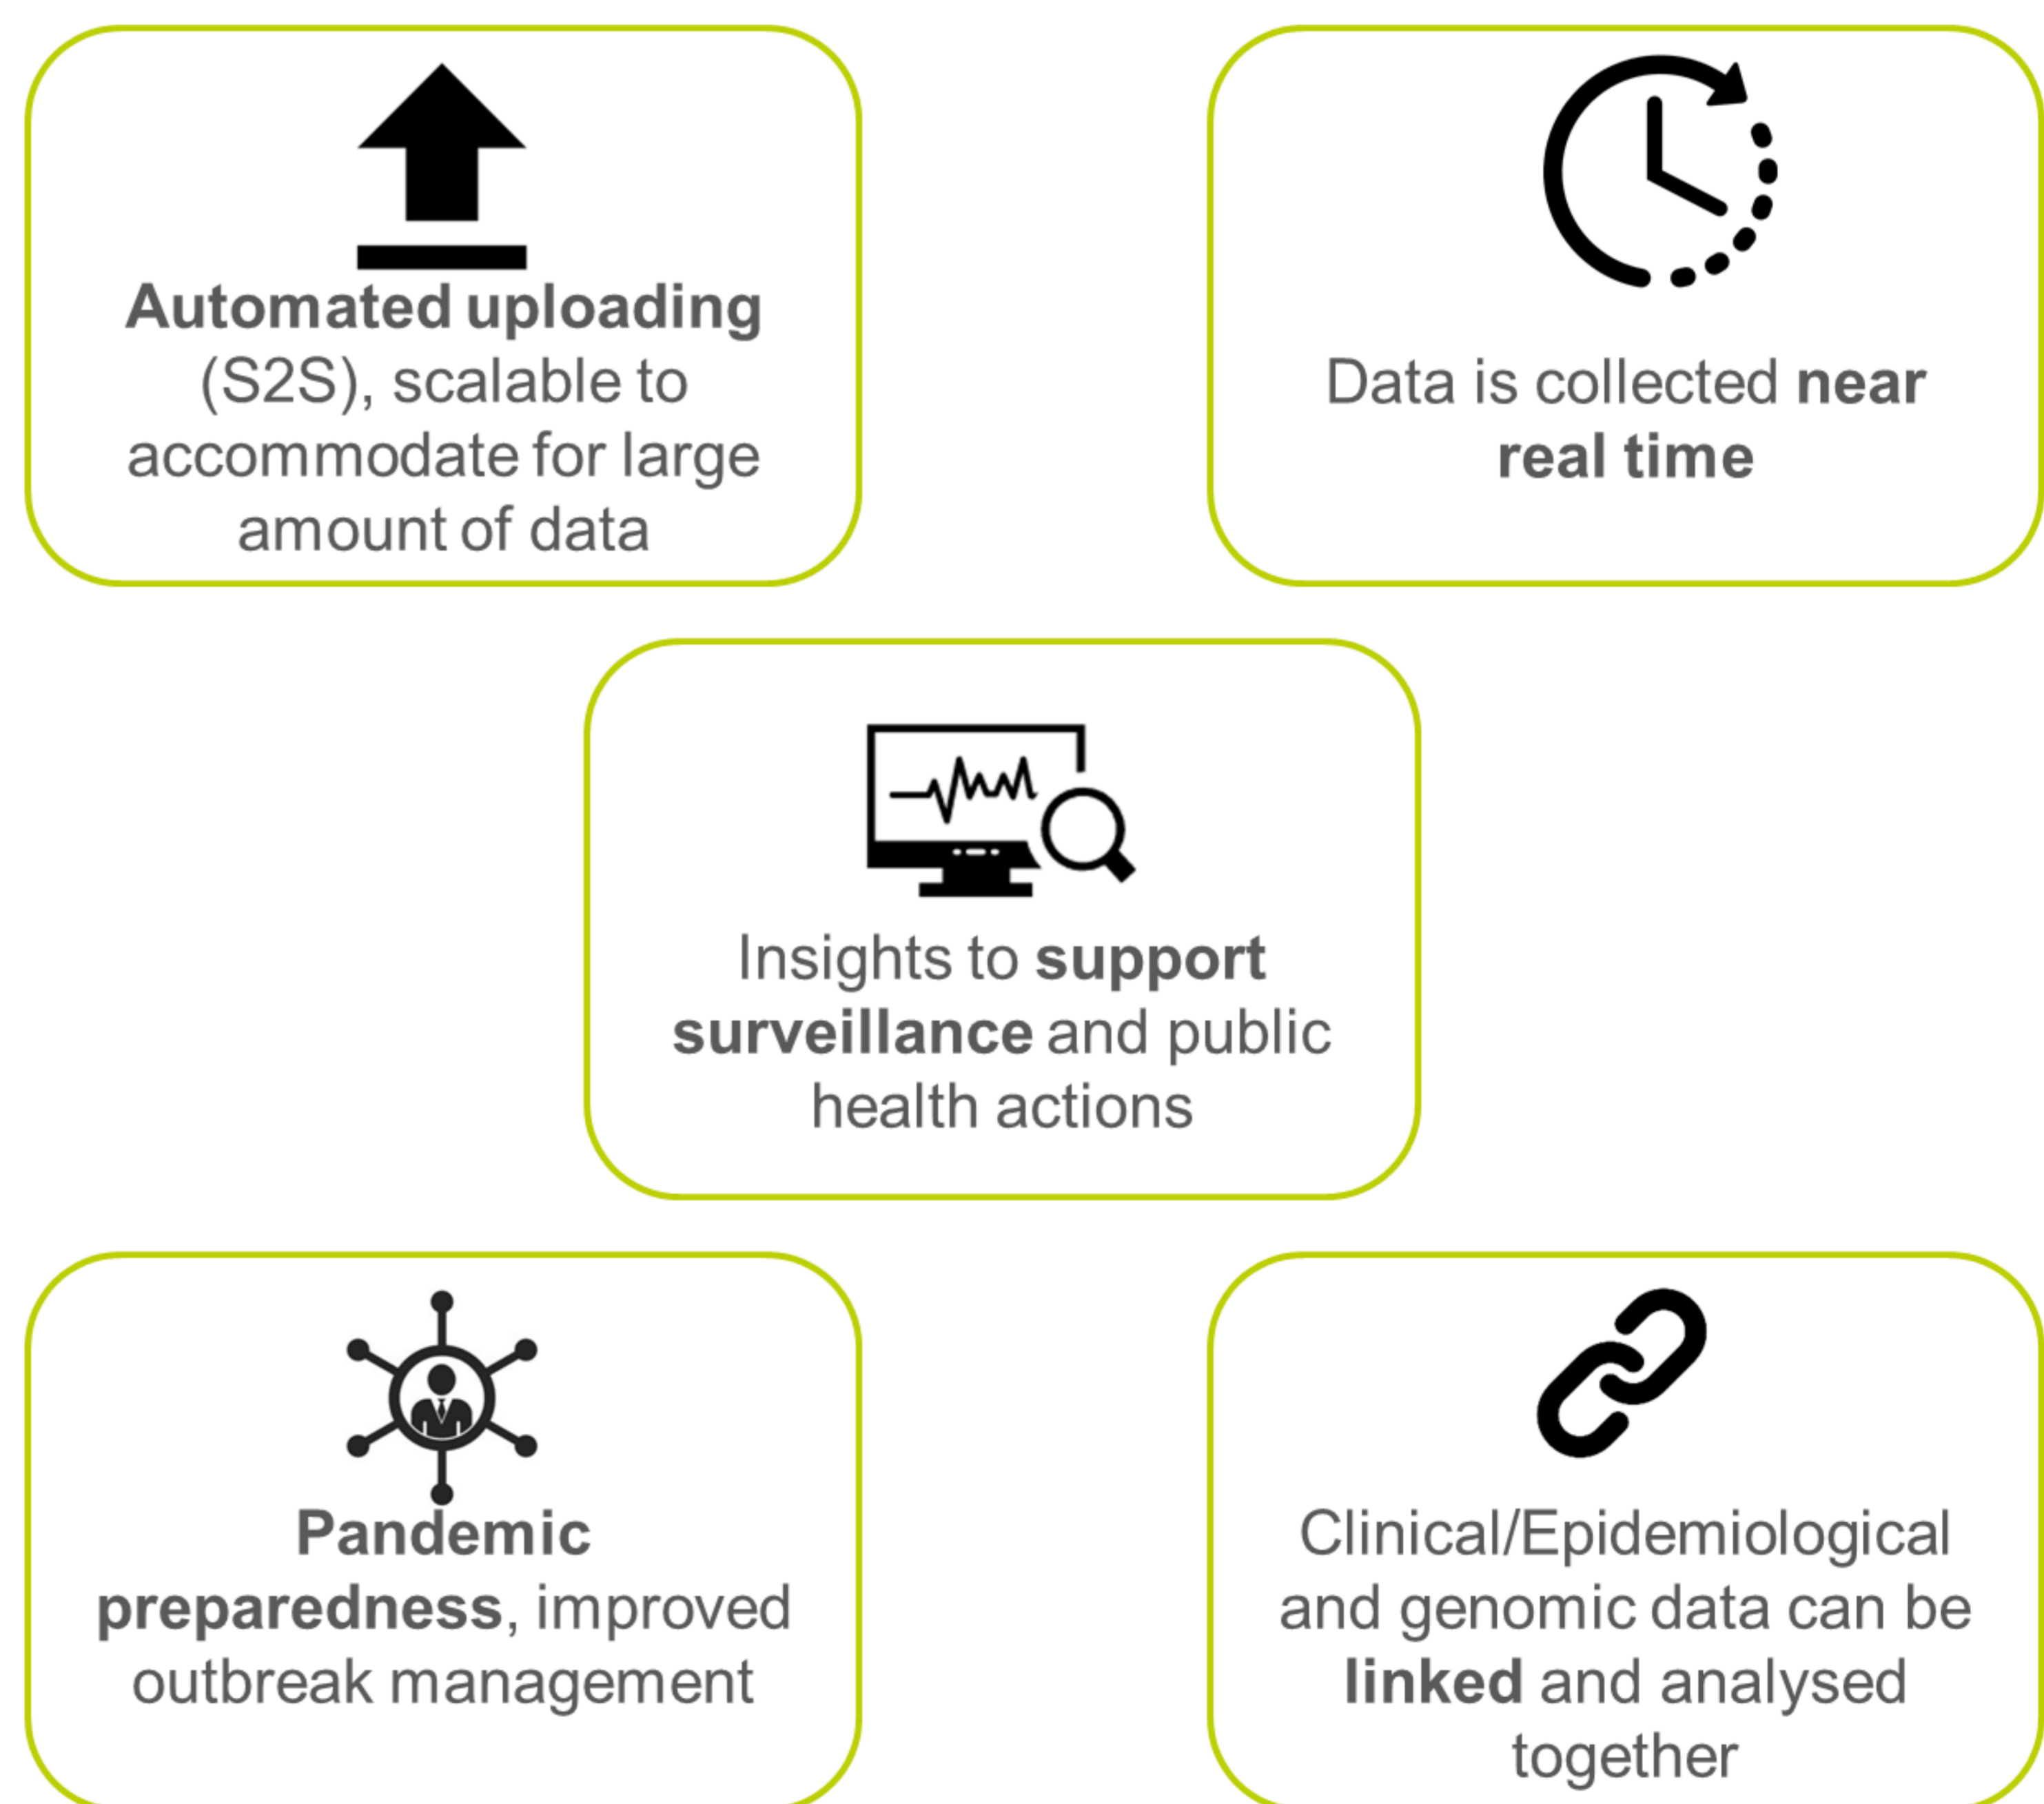 Automated uploading
(S2S), scalable to
accommodate for large
amount of data
Data is collected near
real time
Insights to support
surveillance and public
health actions
Pandemic
preparedness, improved
outbreak management
Clinical/Epidemiological
and genomic data can be
linked and analysed
together